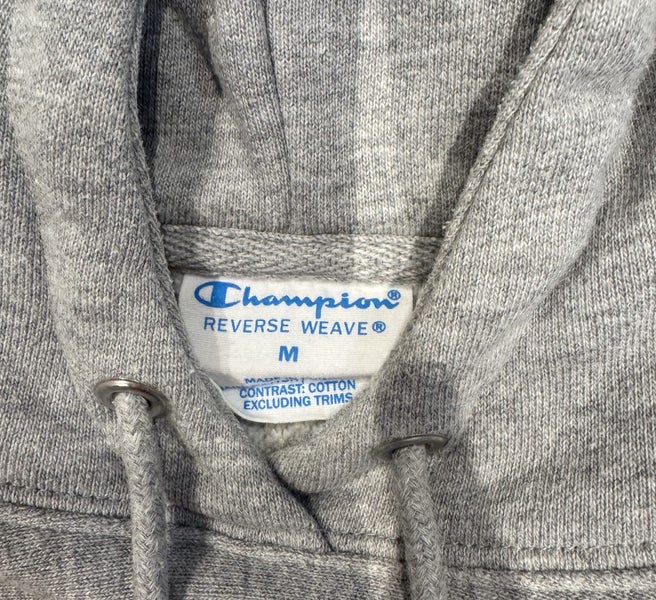 Champion®
REVERSE WEAVE®
M
CONTRAST: COTTON
EXCLUDING TRIMS